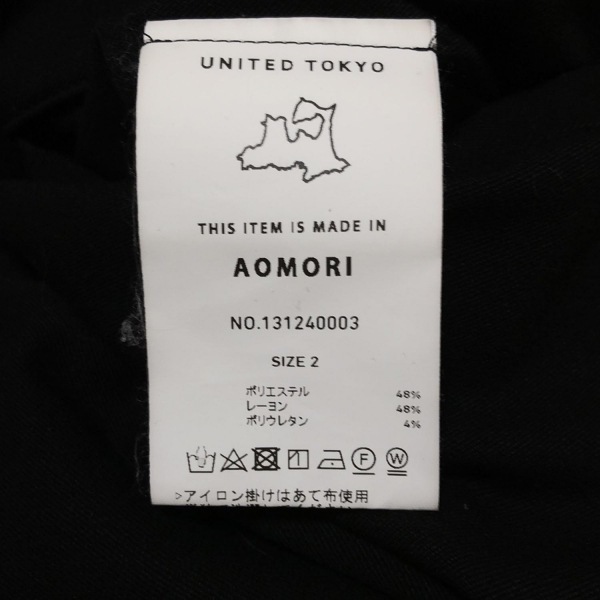 UNITED TOKYO
THIS ITEM IS MADE IN
AOMORI
NO.131240003
SIZE 2
ポリエステル 48%
レーヨン 48%
ポリウレタン 4%
F W
>アイロン掛けはあて布使用